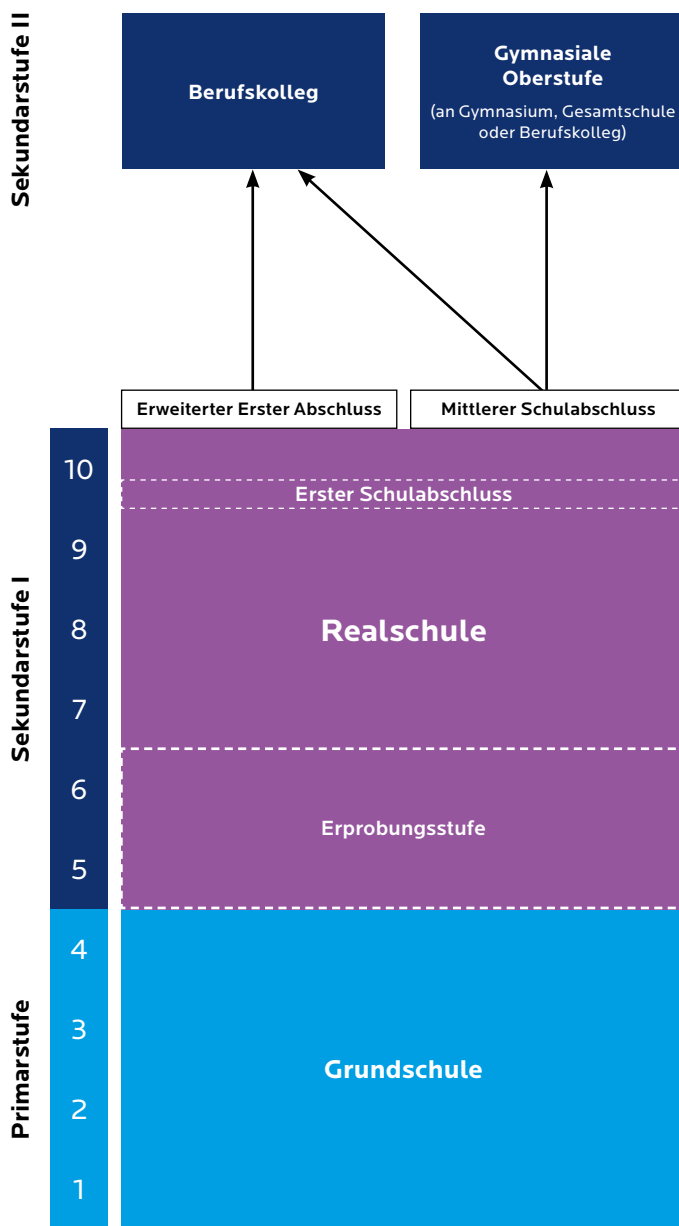 Sekundarstufe II
Berufskolleg
Gymnasiale
Oberstufe
(an Gymnasium, Gesamtschule
oder Berufskolleg)
Erweiterter Erster Abschluss
Mittlerer Schulabschluss
Sekundarstufe I
10
Erster Schulabschluss
9
8
Realschule
7
6
Erprobungsstufe
5
Primarstufe
4
3
Grundschule
2
1